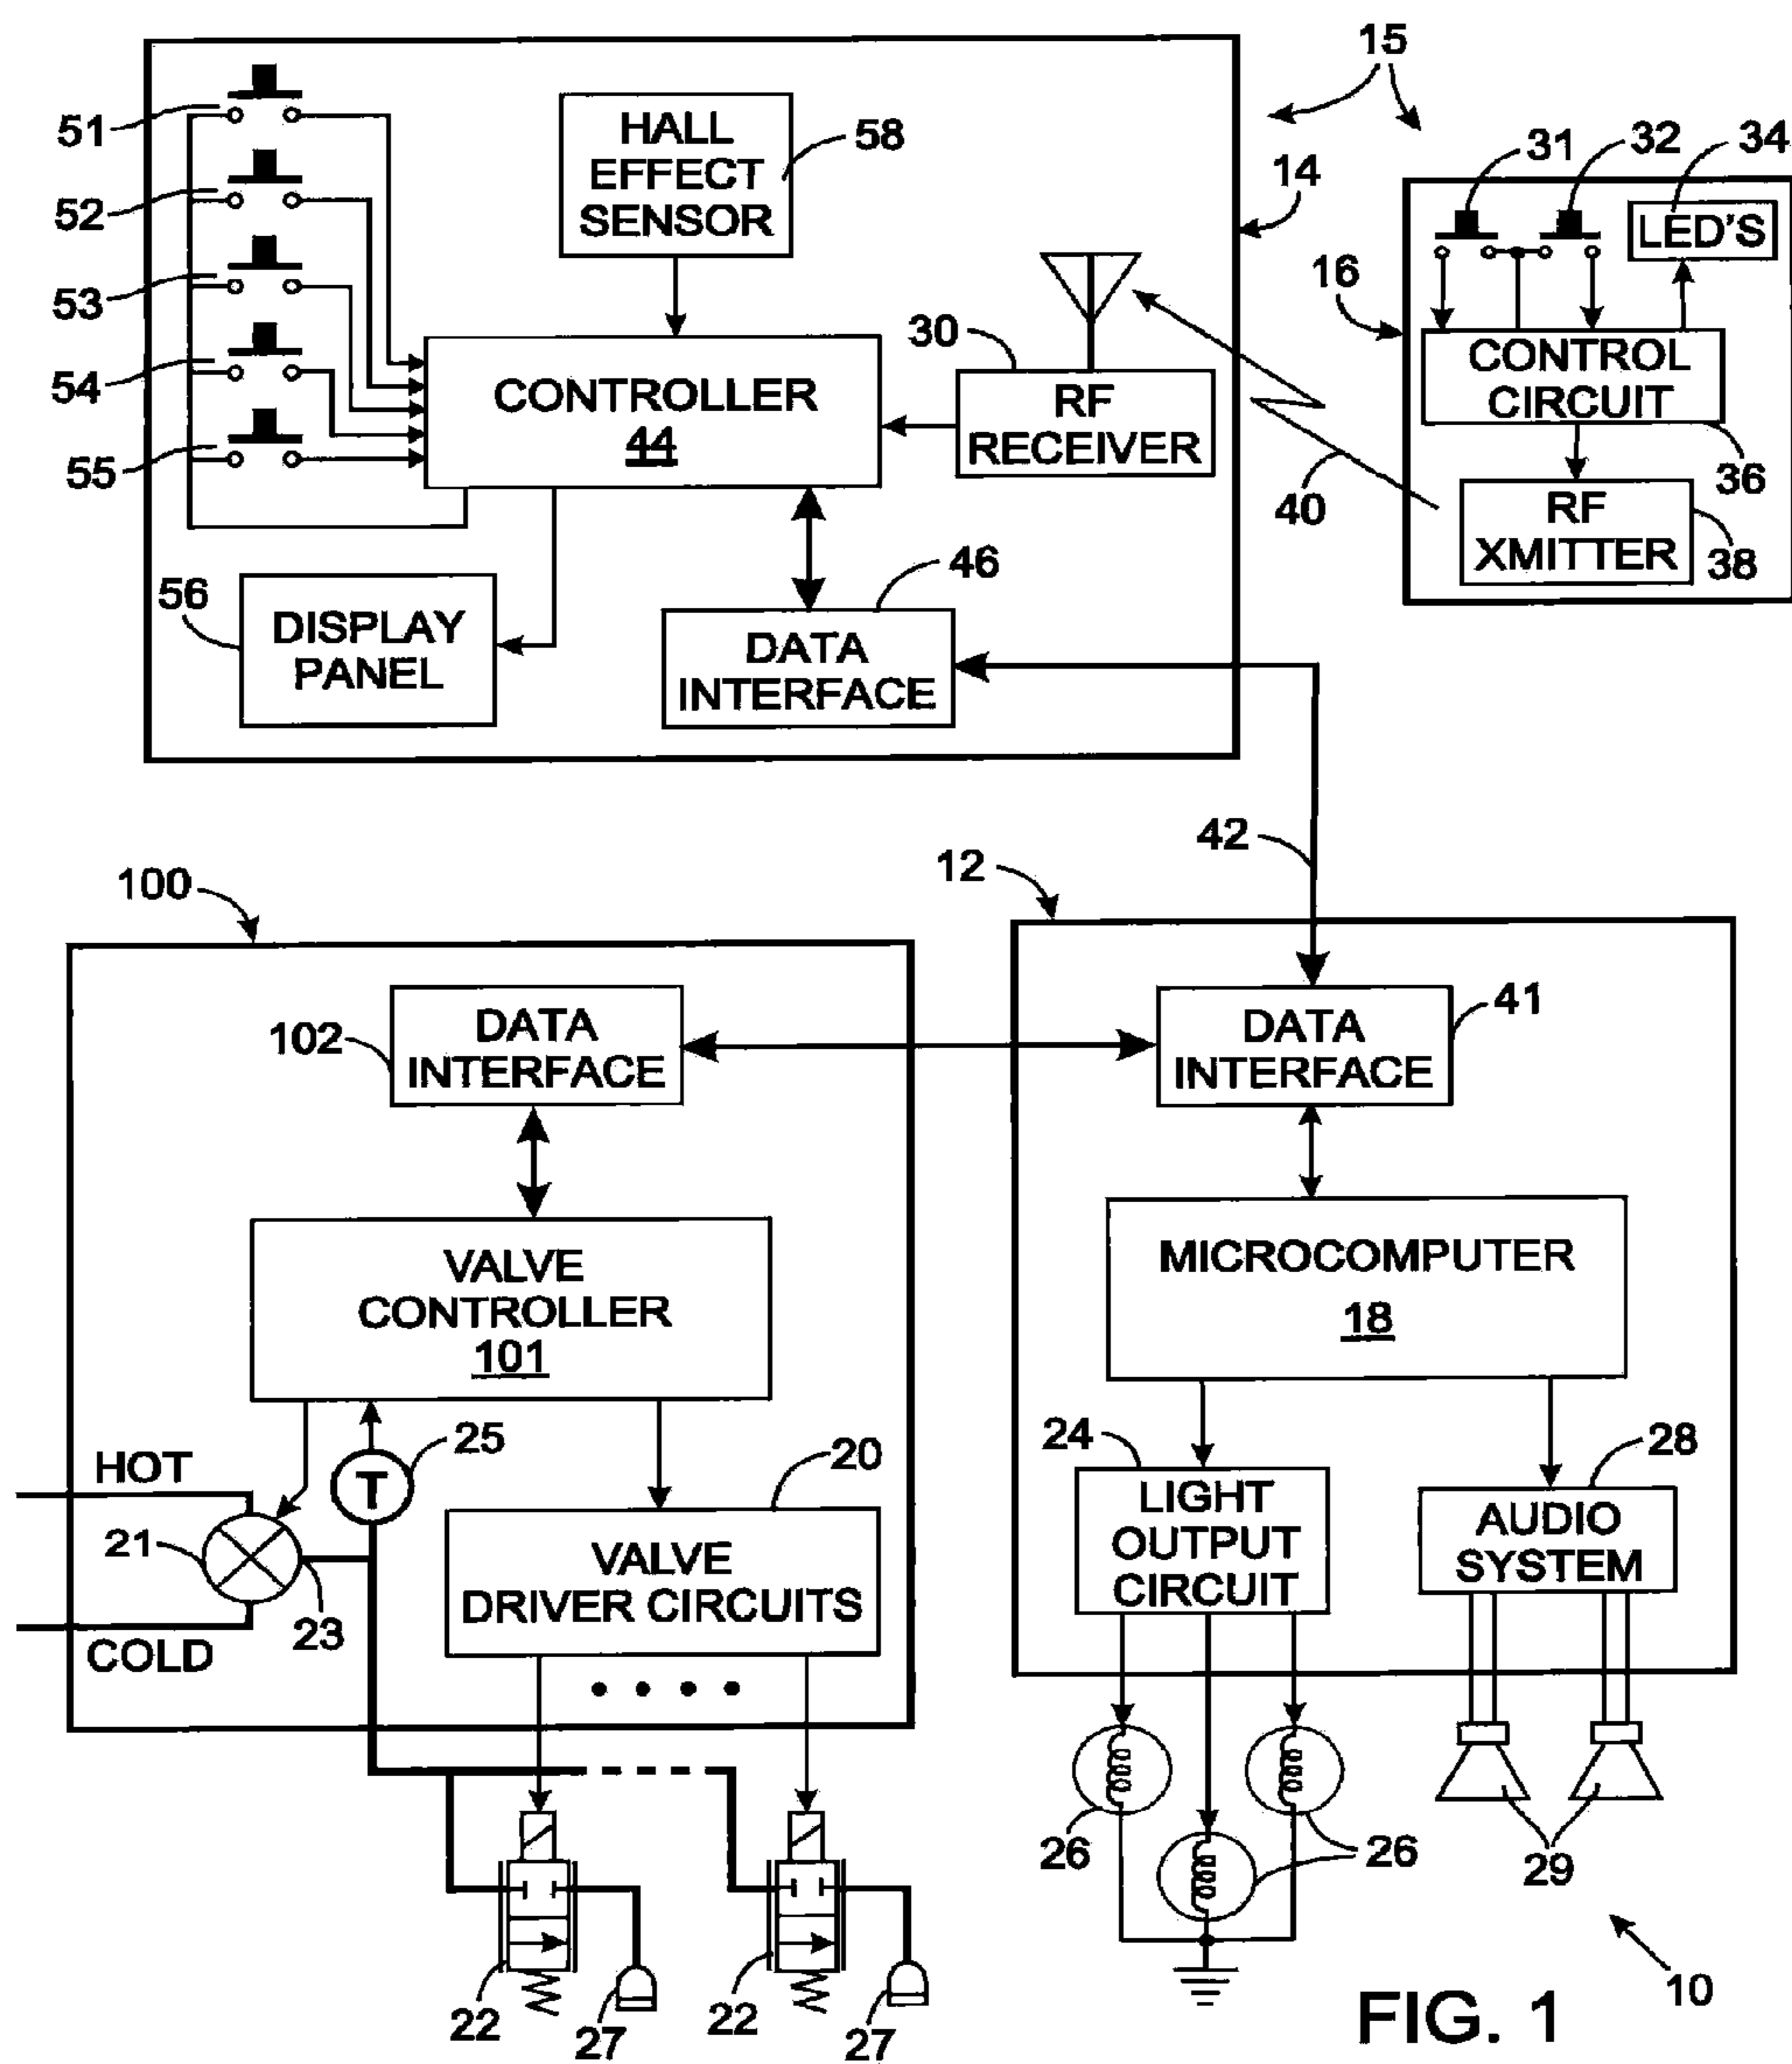 15
51
HALL
EFFECT
SENSOR
58
31
32
34
52
14
LED'S
53
16
30
CONTROL
CIRCUIT
54
CONTROLLER
44
RF
RECEIVER
55
40
36
RF
XMITTER
38
56
46
DISPLAY
PANEL
DATA
INTERFACE
42
100
12
DATA
INTERFACE
102
DATA
INTERFACE
41
VALVE
CONTROLLER
101
MICROCOMPUTER
18
HOT
25
20
24
28
T
LIGHT
OUTPUT
CIRCUIT
AUDIO
SYSTEM
21
VALVE
DRIVER CIRCUITS
23
COLD
26
26
29
22
27
22
27
10
FIG. 1